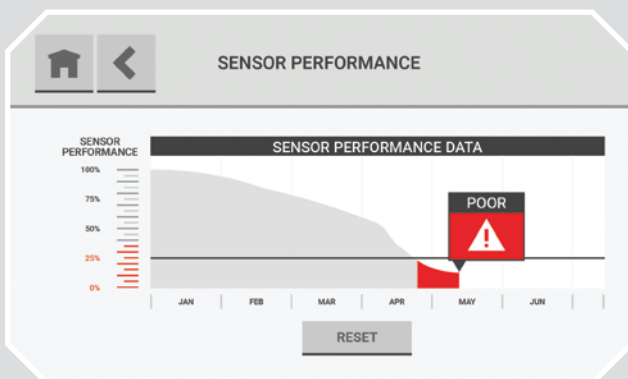 SENSOR PERFORMANCE
SENSOR
PERFORMANCE
SENSOR PERFORMANCE DATA
100%
75%
50%
25%
0%
POOR
JAN FEB MAR APR MAY JUN
RESET